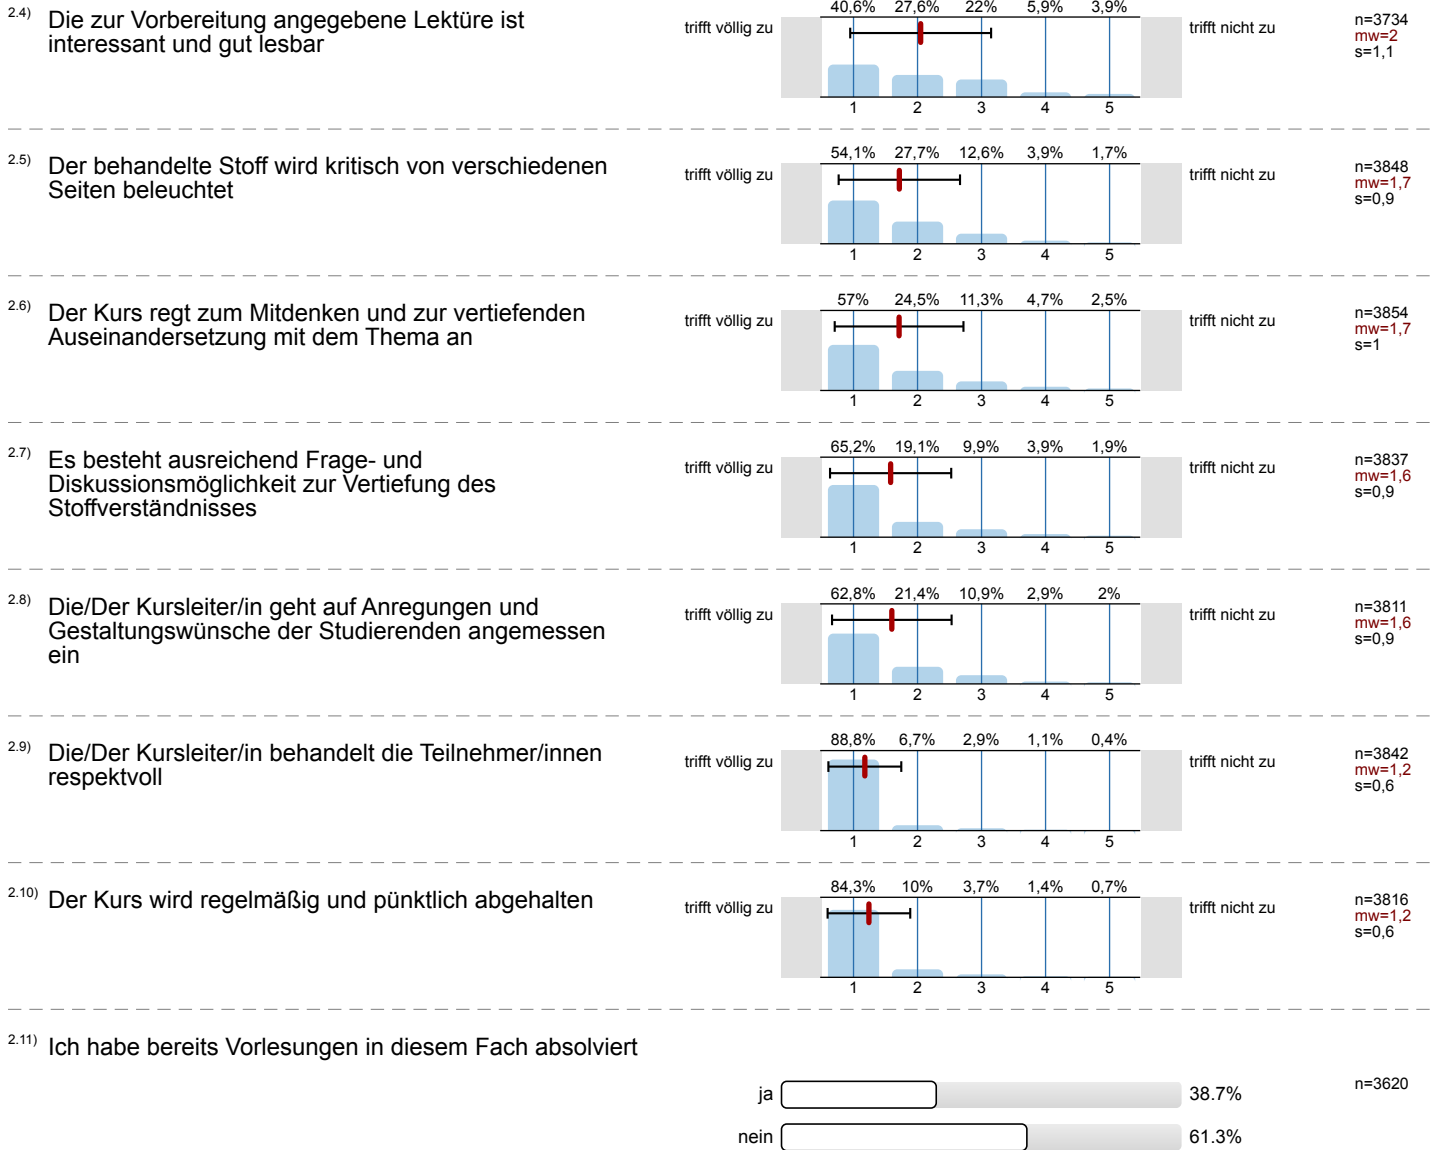 2.4) Die zur Vorbereitung angegebene Lektüre ist
interessant und gut lesbar
trifft völlig zu
40,6% 27,6% 22% 5,9% 3,9%
1 2 3 4 5
trifft nicht zu
n=3734
mw=2
s=1,1
2.5) Der behandelte Stoff wird kritisch von verschiedenen
Seiten beleuchtet
trifft völlig zu
54,1% 27,7% 12,6% 3,9% 1,7%
1 2 3 4 5
trifft nicht zu
n=3848
mw=1,7
s=0,9
2.6) Der Kurs regt zum Mitdenken und zur vertiefenden
Auseinandersetzung mit dem Thema an
trifft völlig zu
57% 24,5% 11,3% 4,7% 2,5%
1 2 3 4 5
trifft nicht zu
n=3854
mw=1,7
s=1
2.7) Es besteht ausreichend Frage- und
Diskussionsmöglichkeit zur Vertiefung des
Stoffverständnisses
trifft völlig zu
65,2% 19,1% 9,9% 3,9% 1,9%
1 2 3 4 5
trifft nicht zu
n=3837
mw=1,6
s=0,9
2.8) Die/Der Kursleiter/in geht auf Anregungen und
Gestaltungswünsche der Studierenden angemessen
ein
trifft völlig zu
62,8% 21,4% 10,9% 2,9% 2%
1 2 3 4 5
trifft nicht zu
n=3811
mw=1,6
s=0,9
2.9) Die/Der Kursleiter/in behandelt die Teilnehmer/innen
respektvoll
trifft völlig zu
88,8% 6,7% 2,9% 1,1% 0,4%
1 2 3 4 5
trifft nicht zu
n=3842
mw=1,2
s=0,6
2.10) Der Kurs wird regelmäßig und pünktlich abgehalten
trifft völlig zu
84,3% 10% 3,7% 1,4% 0,7%
1 2 3 4 5
trifft nicht zu
n=3816
mw=1,2
s=0,6
2.11) Ich habe bereits Vorlesungen in diesem Fach absolviert
ja 38.7%
n=3620
nein 61.3%